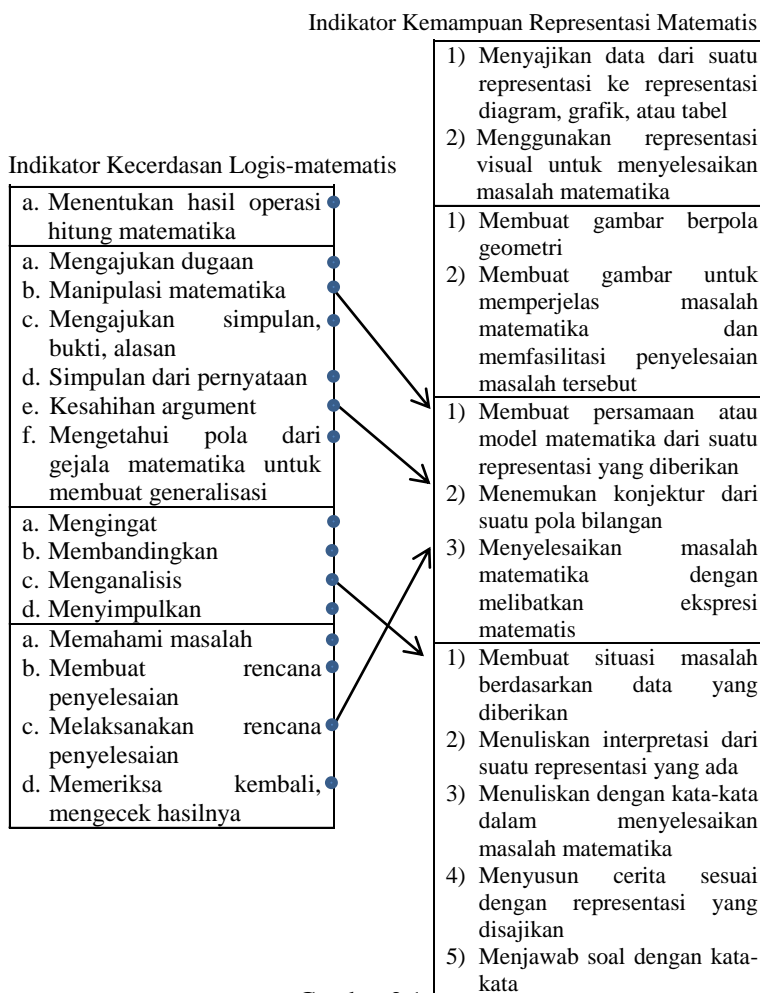 Indikator Kemampuan Representasi Matematis
1) Menyajikan data dari suatu
representasi ke representasi
diagram, grafik, atau tabel
2) Menggunakan representasi
visual untuk menyelesaikan
masalah matematika
1) Membuat gambar berpola
geometri
2) Membuat gambar untuk
memperjelas masalah
matematika dan
memfasilitasi penyelesaian
masalah tersebut
1) Membuat persamaan atau
model matematika dari suatu
representasi yang diberikan
2) Menemukan konjektur dari
suatu pola bilangan
3) Menyelesaikan masalah
matematika dengan
melibatkan ekspresi
matematis
1) Membuat situasi masalah
berdasarkan data yang
diberikan
2) Menuliskan interpretasi dari
suatu representasi yang ada
3) Menuliskan dengan kata-kata
dalam menyelesaikan
masalah matematika
4) Menyusun cerita sesuai
dengan representasi yang
disajikan
5) Menjawab soal dengan kata-
kata
Indikator Kecerdasan Logis-matematis
a. Menentukan hasil operasi
hitung matematika
a. Mengajukan dugaan
b. Manipulasi matematika
c. Mengajukan simpulan,
bukti, alasan
d. Simpulan dari pernyataan
e. Kesahihan argument
f. Mengetahui pola dari
gejala matematika untuk
membuat generalisasi
a. Mengingat
b. Membandingkan
c. Menganalisis
d. Menyimpulkan
a. Memahami masalah
b. Membuat rencana
penyelesaian
c. Melaksanakan rencana
penyelesaian
d. Memeriksa kembali,
mengecek hasilnya